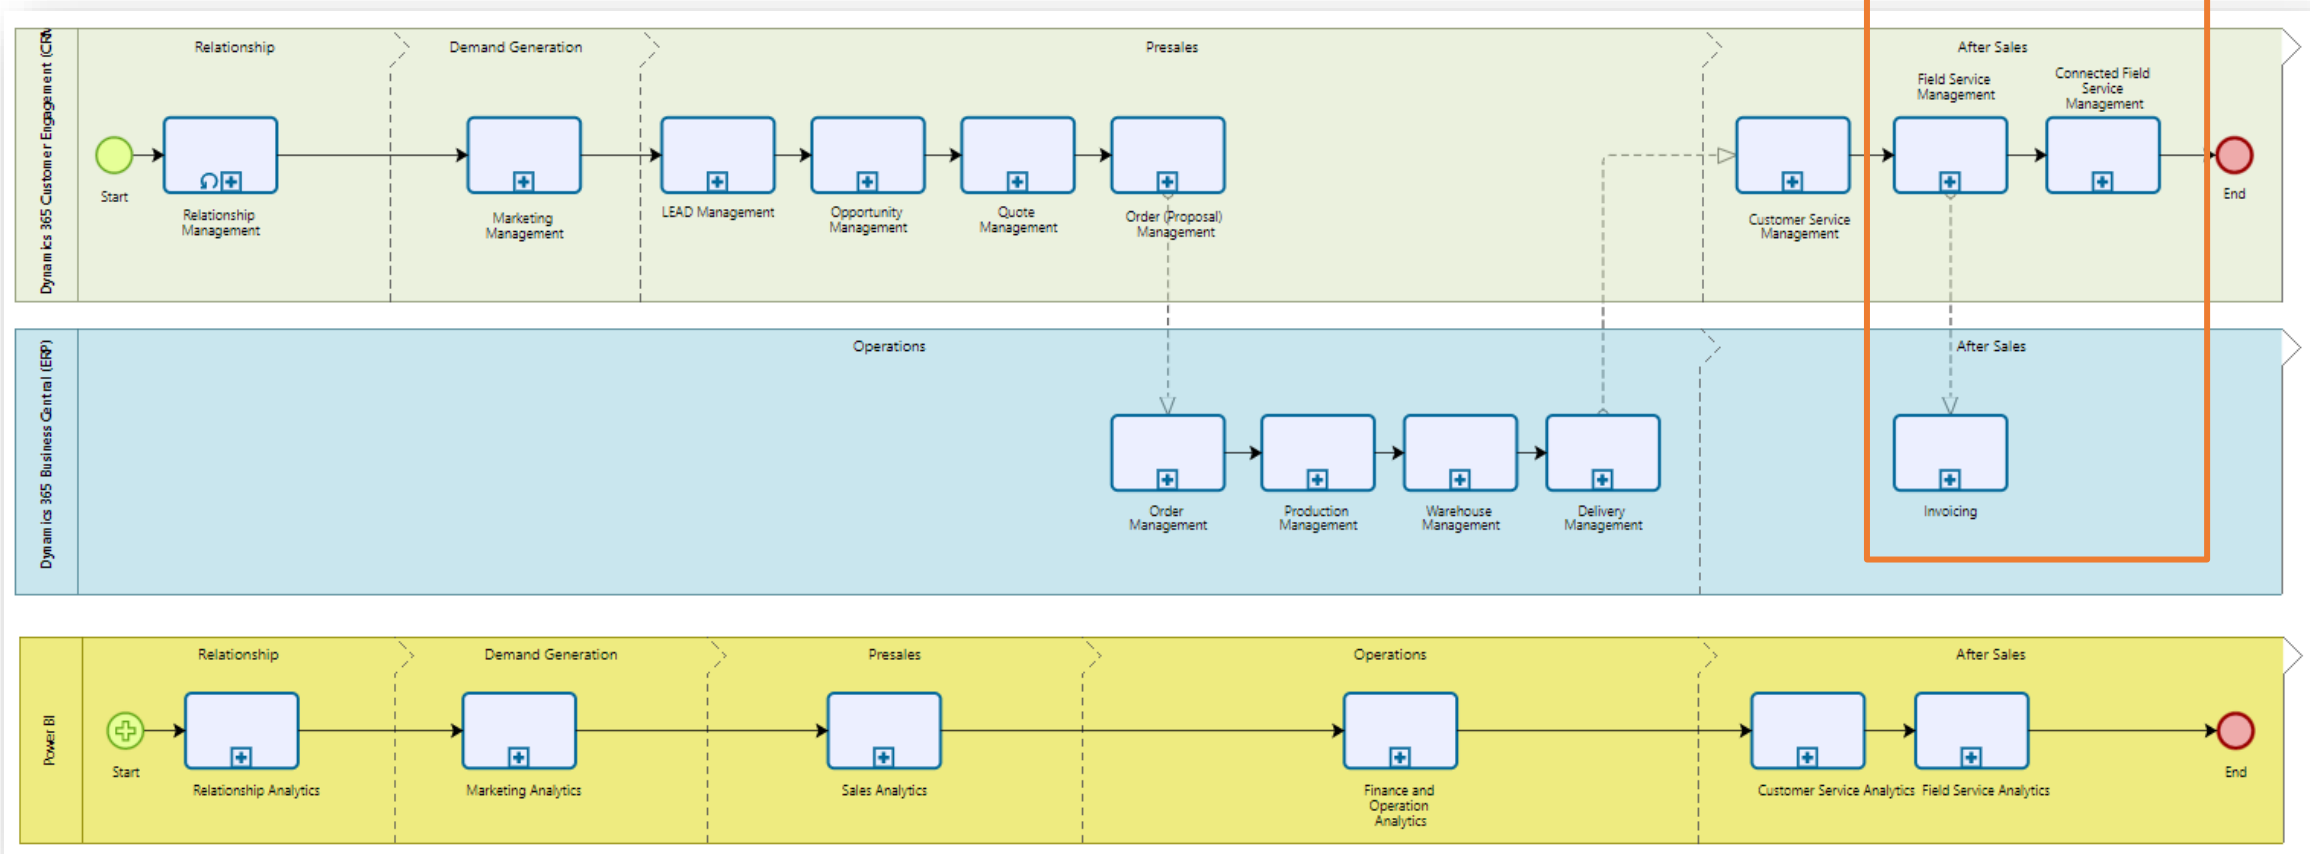 Dynamics 365 Customer Engagement (CRM
Relationship
Demand Generation
Presales
After Sales
Start
Relationship
Management
Marketing
Management
LEAD Management
Opportunity
Management
Quote
Management
Order (Proposal)
Management
Customer Service
Management
Field Service
Management
Connected Field
Service
Management
End
Dynamics 365 Business Central (ERP)
Operations
After Sales
Order
Management
Production
Management
Warehouse
Management
Delivery
Management
Invoicing
Power BI
Relationship
Demand Generation
Presales
Operations
After Sales
Start
Relationship Analytics
Marketing Analytics
Sales Analytics
Finance and
Operation
Analytics
Customer Service Analytics
Field Service Analytics
End